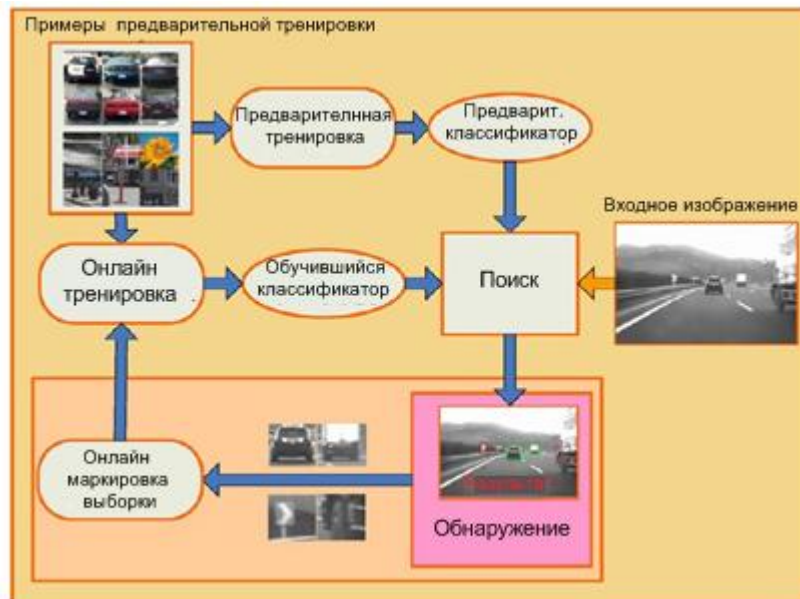 Примеры предварительной тренировки
Предварителнная
тренировка
Предварит.
классификатор
Входное изображение
Онлайн
тренировка
Обучившийся
классификатор
Поиск
Онлайн
маркировка
выборки
Обнаружение